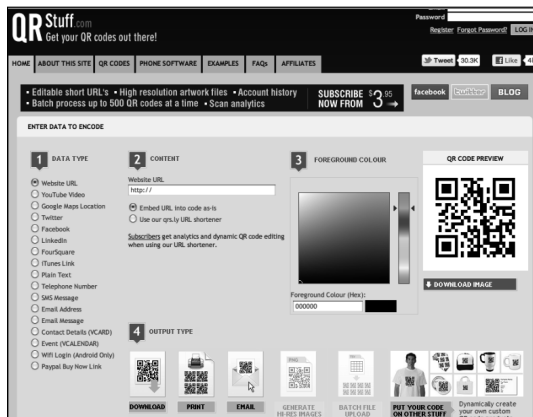 QR Stuff.com
Get your QR codes out there!
Password
Register Forgot Password? LOG IN
HOME ABOUT THIS SITE QR CODES PHONE SOFTWARE EXAMPLES FAQs AFFILIATES
Tweet 30.3K Like
• Editable short URL's • High resolution artwork files • Account history
• Batch process up to 500 QR codes at a time • Scan analytics
SUBSCRIBE NOW FROM $3.95
facebook twitter BLOG
ENTER DATA TO ENCODE
1 DATA TYPE
Website URL
YouTube Video
Google Maps Location
Twitter
Facebook
LinkedIn
FourSquare
iTunes Link
Plain Text
Telephone Number
SMS Message
Email Address
Email Message
Contact Details (VCARD)
Event (VCALENDAR)
Wifi Login (Android Only)
Paypal Buy Now Link
2 CONTENT
Website URL
http://
Embed URL into code as-is
Use our qrs.ly URL shortener
Subscribers get analytics and dynamic QR code editing
when using our URL shortener.
3 FOREGROUND COLOUR
Foreground Colour (Hex):
000000
QR CODE PREVIEW
DOWNLOAD IMAGE
4 OUTPUT TYPE
DOWNLOAD
PRINT
EMAIL
GENERATE
HI-RES IMAGES
BATCH FILE
UPLOAD
PUT YOUR CODE
ON OTHER STUFF
Dynamically create
your own custom